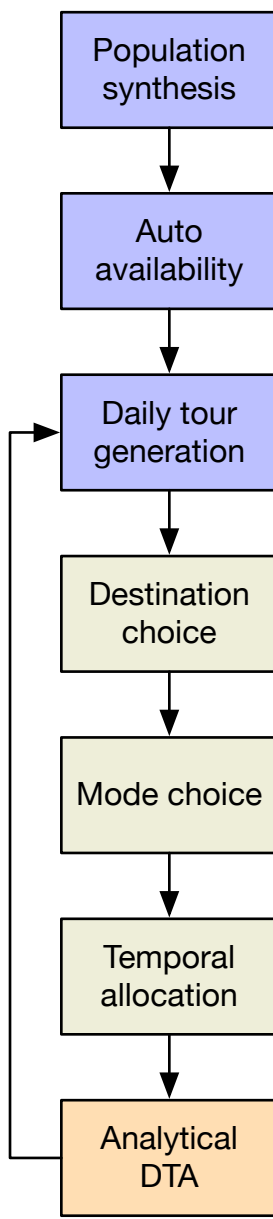 Population
synthesis
Auto
availability
Daily tour
generation
Destination
choice
Mode choice
Temporal
allocation
Analytical
DTA